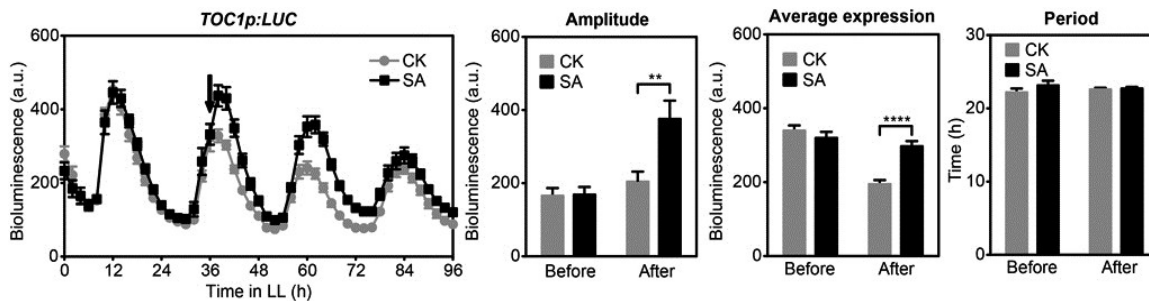 TOC1p:LUC
Bioluminescence (a.u.)
600
400
200
0
CK
SA
0 12 24 36 48 60 72 84 96
Time in LL (h)
Amplitude
Bioluminescence (a.u.)
600
400
200
0
CK
SA
**
Before After
Average expression
Bioluminescence (a.u.)
600
400
200
0
CK
SA
****
Before After
Period
Time (h)
30
20
10
0
CK
SA
Before After